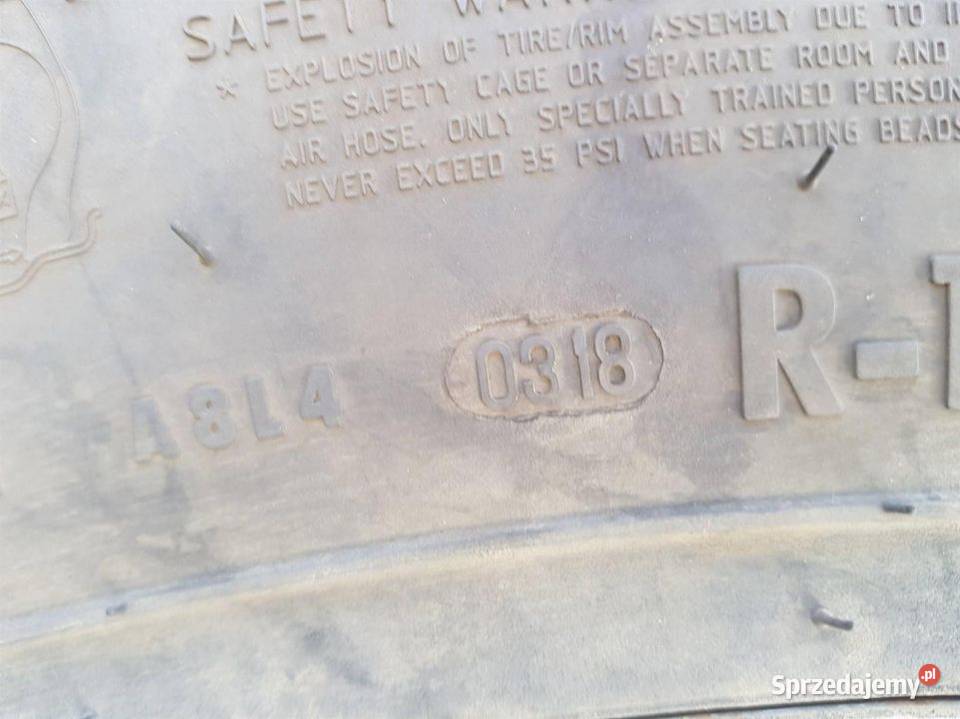 SAFETY
* EXPLOSION OF TIRE/RIM ASSEMBLY DUE TO
USE SAFETY CAGE OR SEPARATE ROOM AND
AIR HOSE. ONLY SPECIALLY TRAINED PERSON
NEVER EXCEED 35 PSI WHEN SEATING BEADS
A8L4 0318 R-1
Sprzedajemy.pl